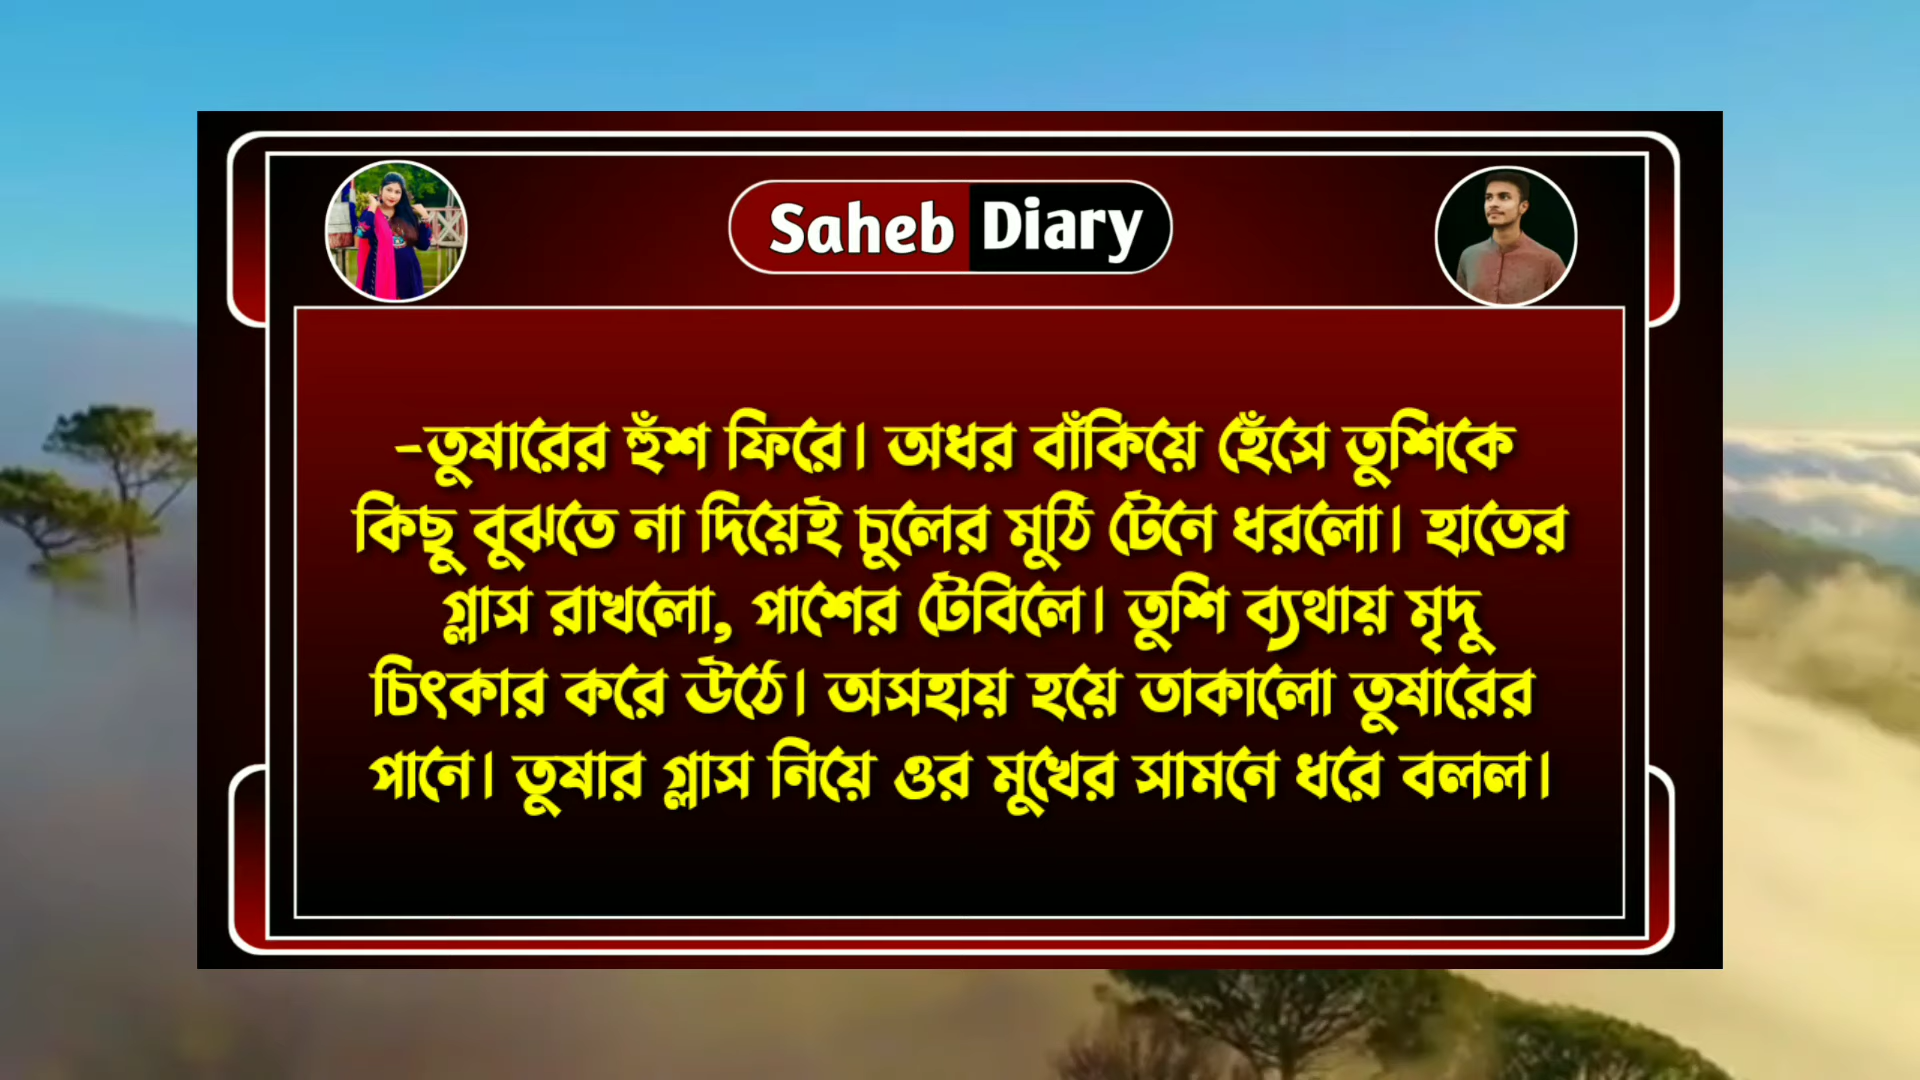 Saheb Diary
-তুষারের হুঁশ ফিরে। অধর বাঁকিয়ে হেঁসে তুশিকে
কিছু বুঝতে না দিয়েই চুলের মুঠি টেনে ধরলো। হাতের
গ্লাস রাখলো, পাশের টেবিলে। তুশি ব্যথায় মৃদু
চিৎকার করে উঠে। অসহায় হয়ে তাকালো তুষারের
পানে। তুষার গ্লাস নিয়ে ওর মুখের সামনে ধরে বলল।